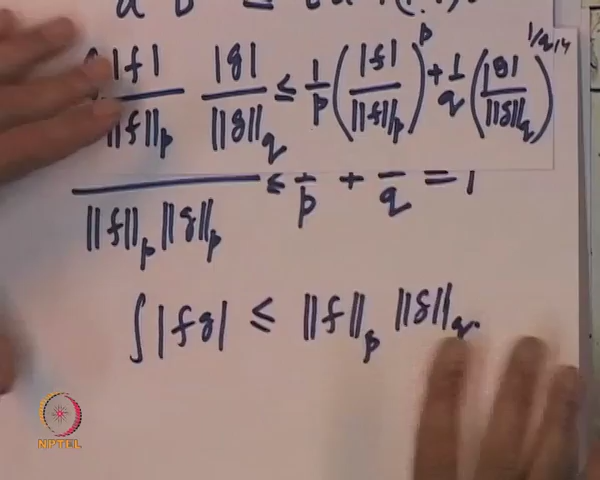 |f| / ||f||_p |g| / ||g||_q ≤ 1/p (|f| / ||f||_p)^p + 1/q (|g| / ||g||_q)
||f||_p ||g||_p ≤ 1/p + 1/q = 1
∫|fg| ≤ ||f||_p ||g||_q.
NPTEL